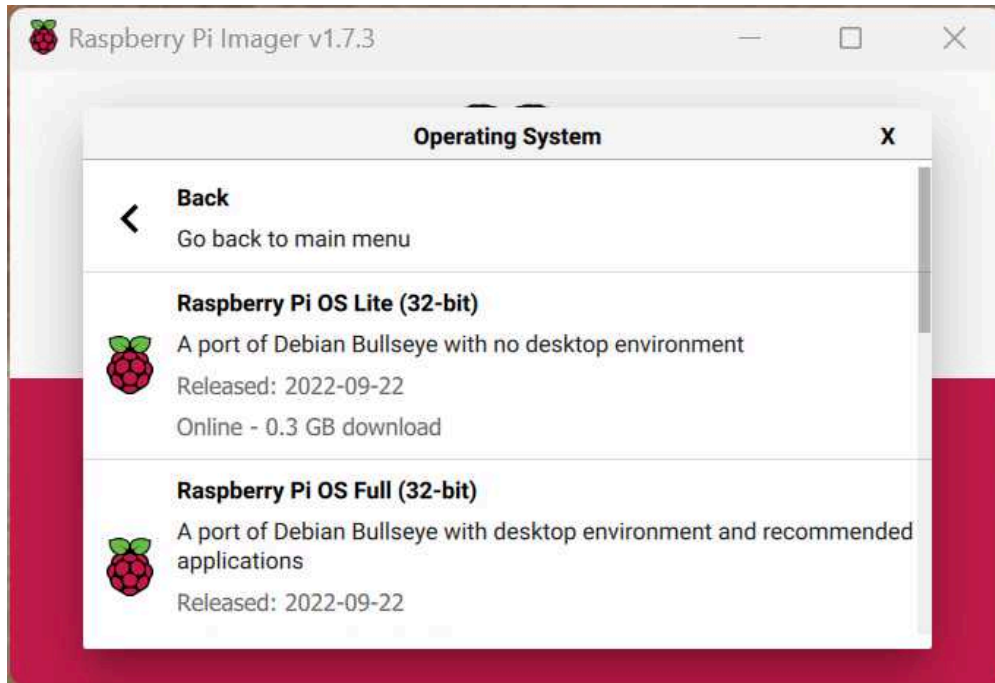 Raspberry Pi Imager v1.7.3
Operating System X
Back
Go back to main menu
Raspberry Pi OS Lite (32-bit)
A port of Debian Bullseye with no desktop environment
Released: 2022-09-22
Online - 0.3 GB download
Raspberry Pi OS Full (32-bit)
A port of Debian Bullseye with desktop environment and recommended
applications
Released: 2022-09-22